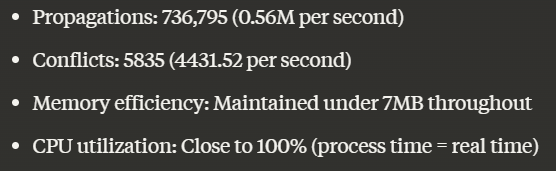 • Propagations: 736,795 (0.56M per second)
• Conflicts: 5835 (4431.52 per second)
• Memory efficiency: Maintained under 7MB throughout
• CPU utilization: Close to 100% (process time = real time)